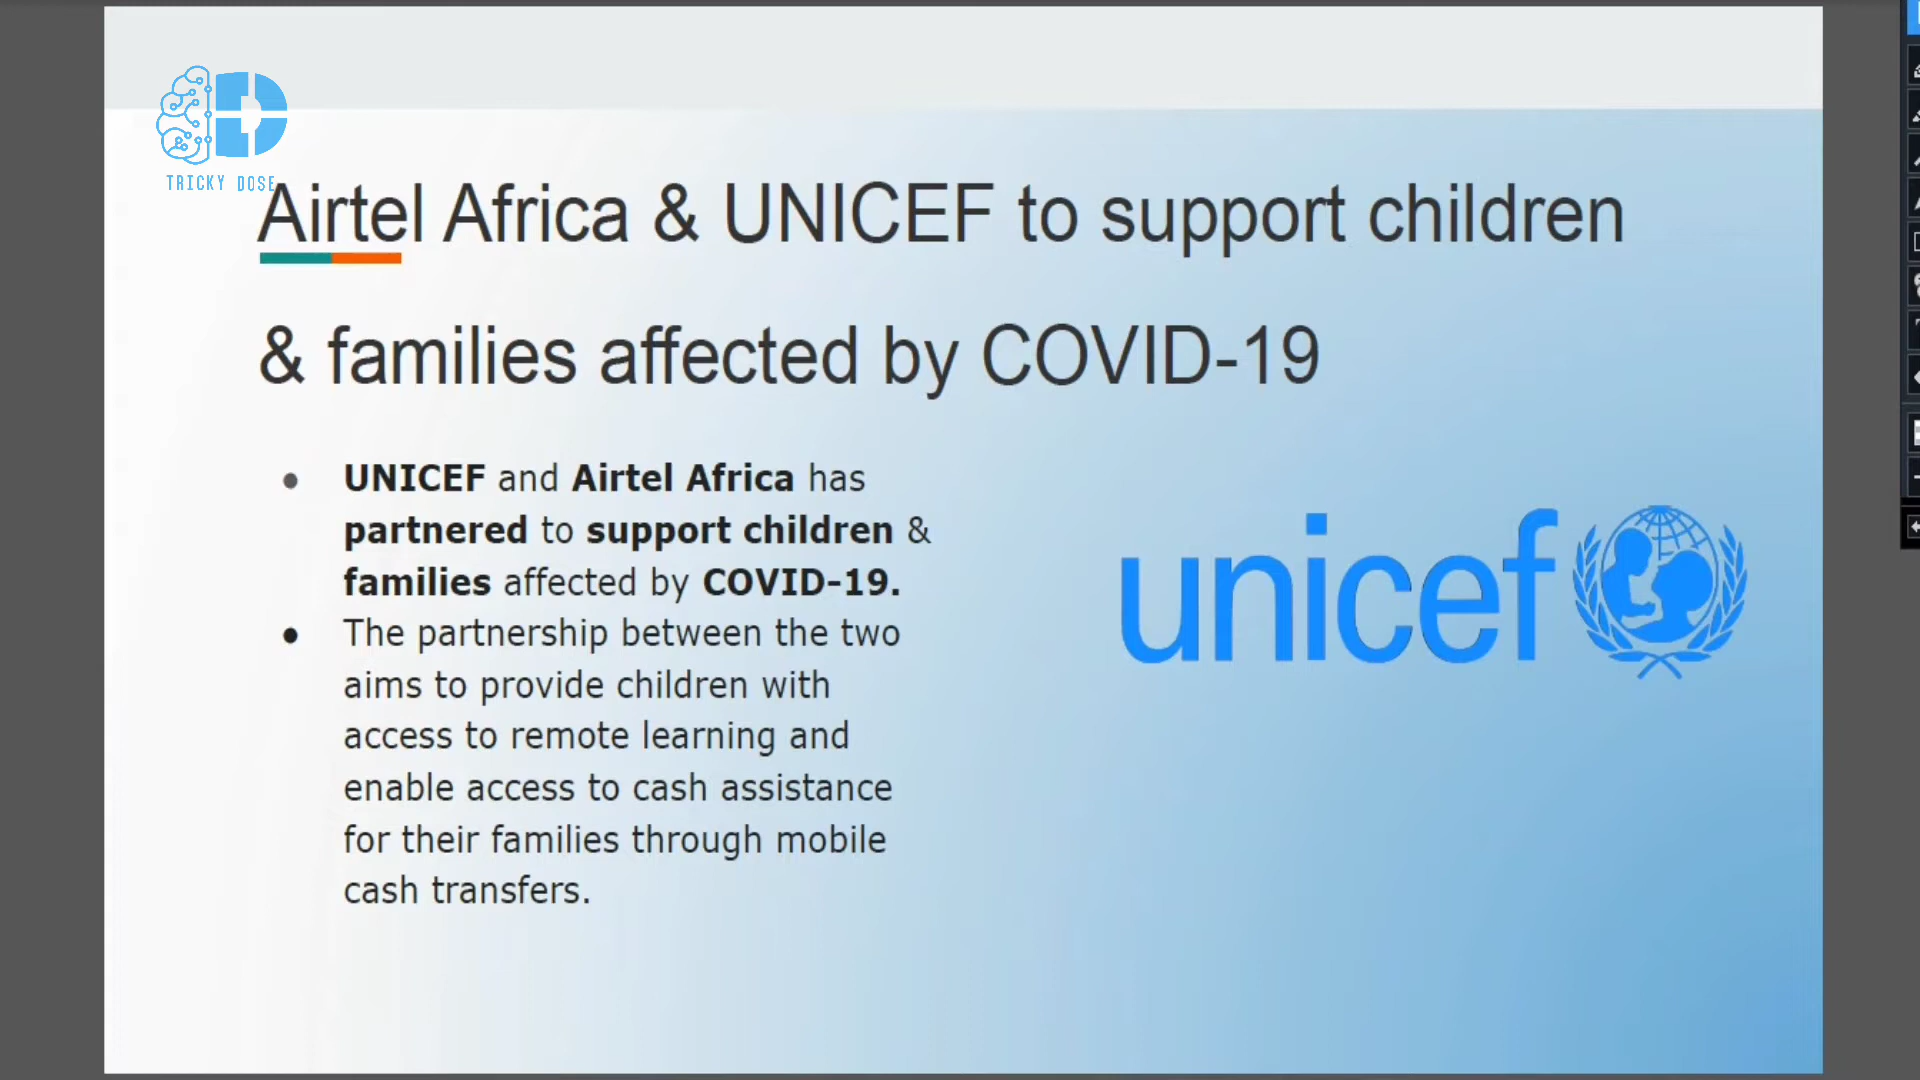 TRICKY DOSE
Airtel Africa & UNICEF to support children
& families affected by COVID-19
● UNICEF and Airtel Africa has
partnered to support children &
families affected by COVID-19.
● The partnership between the two
aims to provide children with
access to remote learning and
enable access to cash assistance
for their families through mobile
cash transfers.
unicef